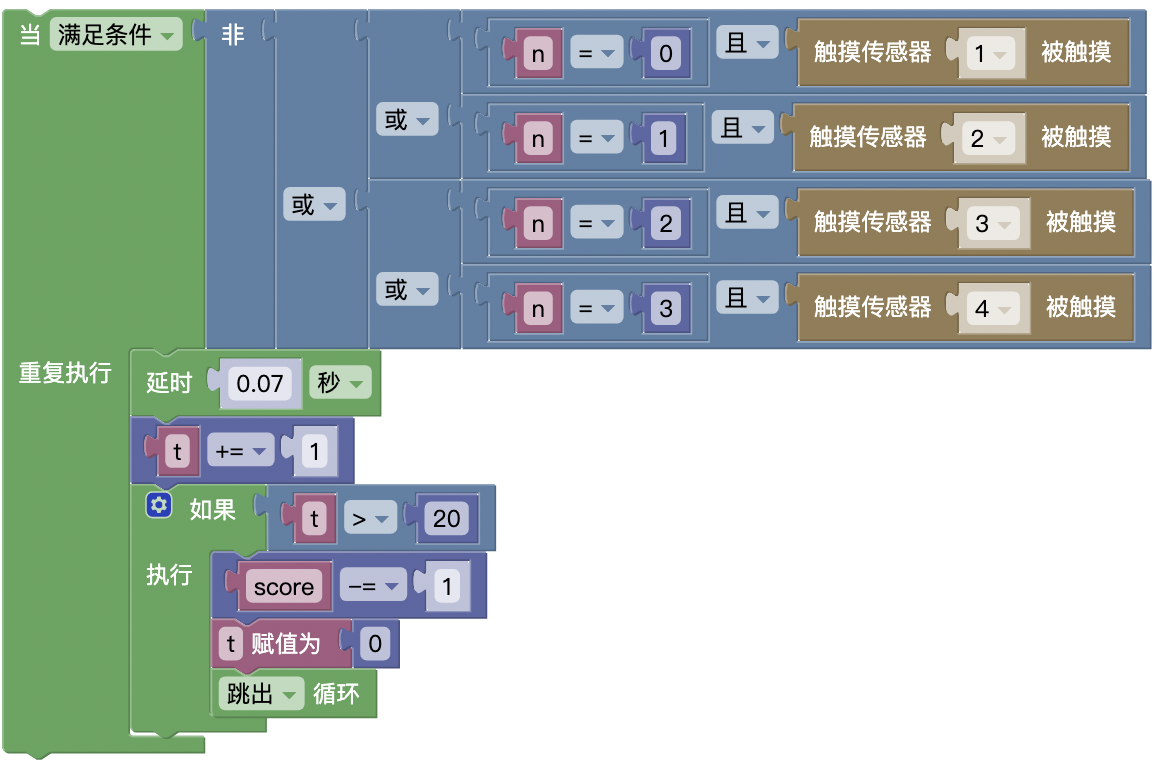 当 满足条件 非 n = 0 且 触摸传感器 1 被触摸
或
n = 1 且 触摸传感器 2 被触摸
或
n = 2 且 触摸传感器 3 被触摸
或
n = 3 且 触摸传感器 4 被触摸
重复执行 延时 0.07 秒
t += 1
如果 t > 20
执行 score -= 1
t 赋值为 0
跳出 循环